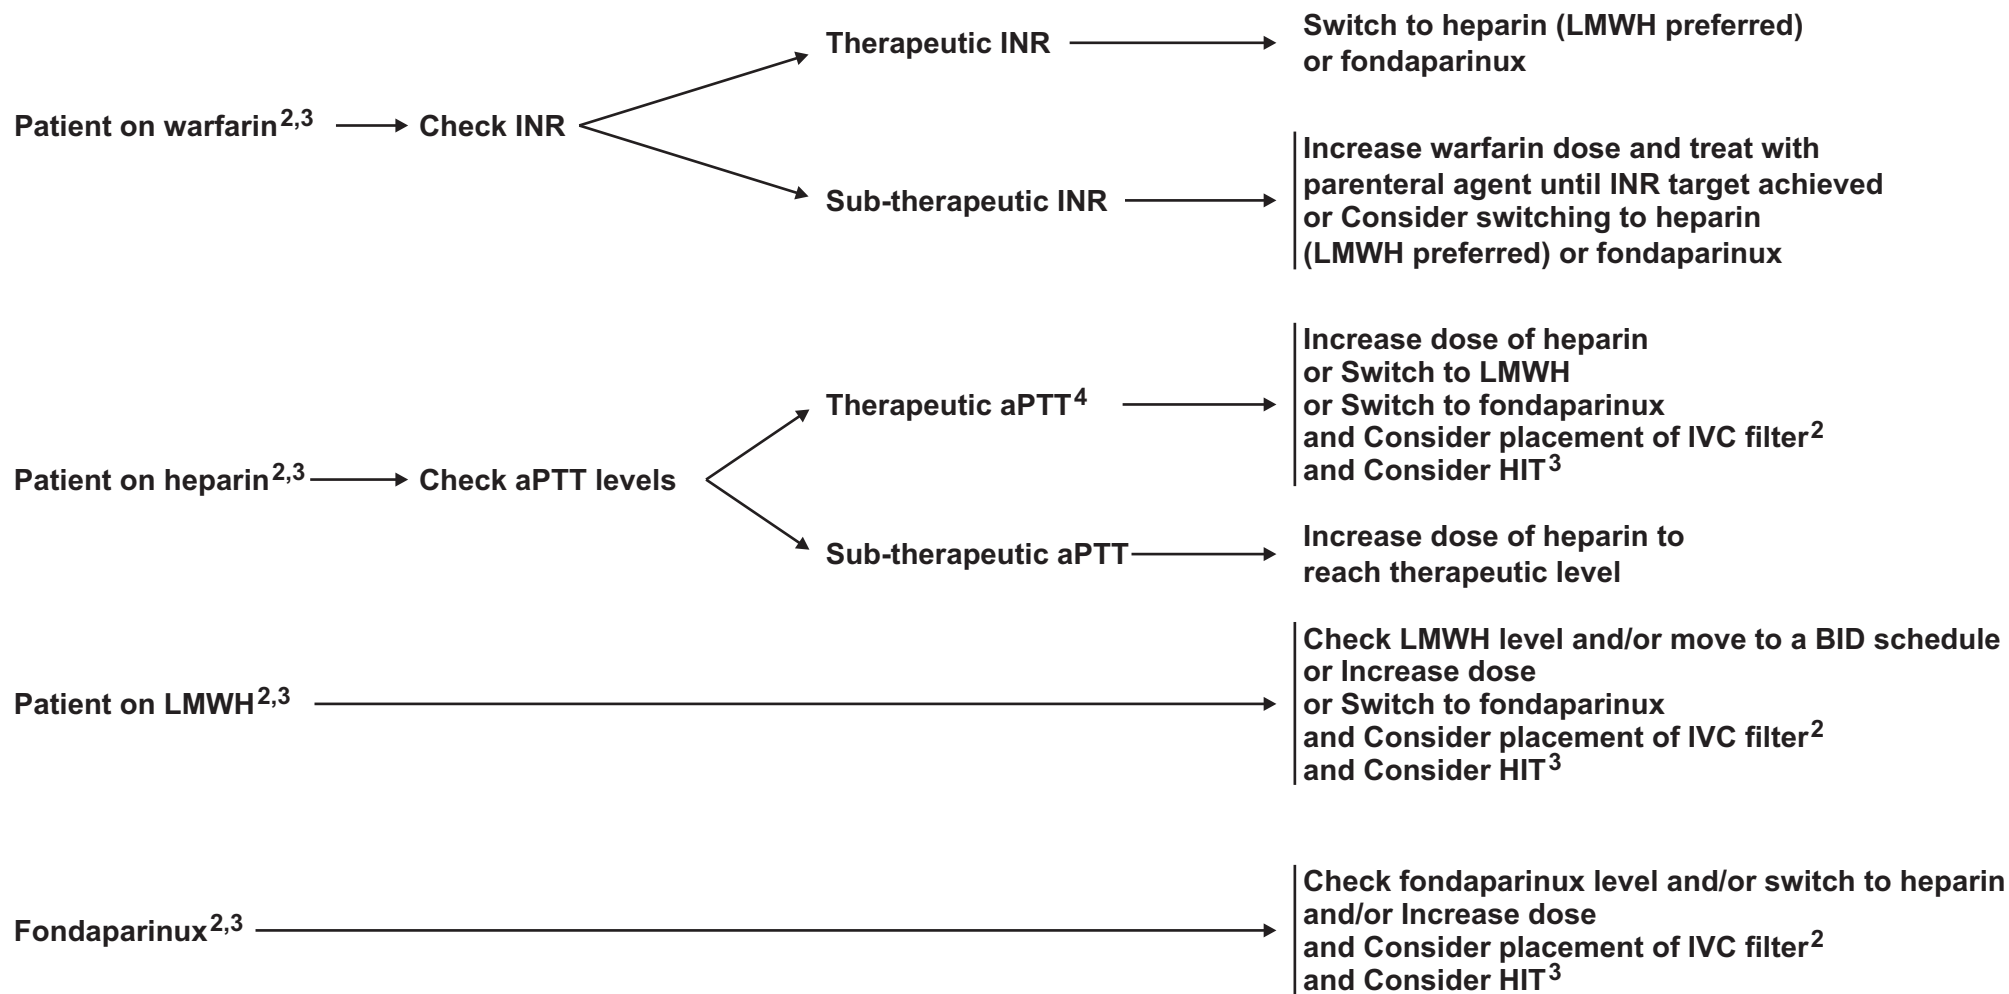 Patient on warfarin2,3
Check INR
Therapeutic INR
Switch to heparin (LMWH preferred)
or fondaparinux
Sub-therapeutic INR
Increase warfarin dose and treat with
parenteral agent until INR target achieved
or Consider switching to heparin
(LMWH preferred) or fondaparinux
Patient on heparin2,3
Check aPTT levels
Therapeutic aPTT4
Increase dose of heparin
or Switch to LMWH
or Switch to fondaparinux
and Consider placement of IVC filter2
and Consider HIT3
Sub-therapeutic aPTT
Increase dose of heparin to
reach therapeutic level
Patient on LMWH2,3
Check LMWH level and/or move to a BID schedule
or Increase dose
or Switch to fondaparinux
and Consider placement of IVC filter2
and Consider HIT3
Fondaparinux2,3
Check fondaparinux level and/or switch to heparin
and/or Increase dose
and Consider placement of IVC filter2
and Consider HIT3